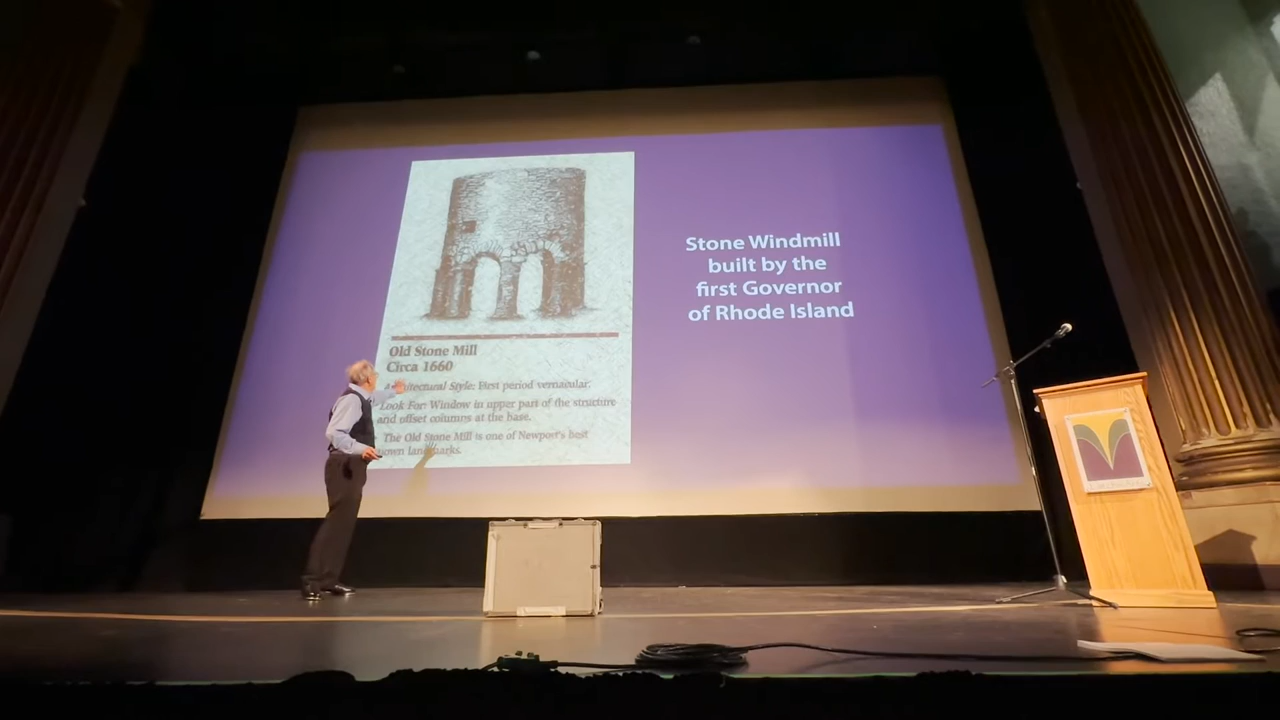 Stone Windmill
built by the
first Governor
of Rhode Island
Old Stone Mill
Circa 1660
Architectural Style: First period vernacular.
Look For: Window in upper part of the structure
and offset columns at the base.
The Old Stone Mill is one of Newport's best
known landmarks.